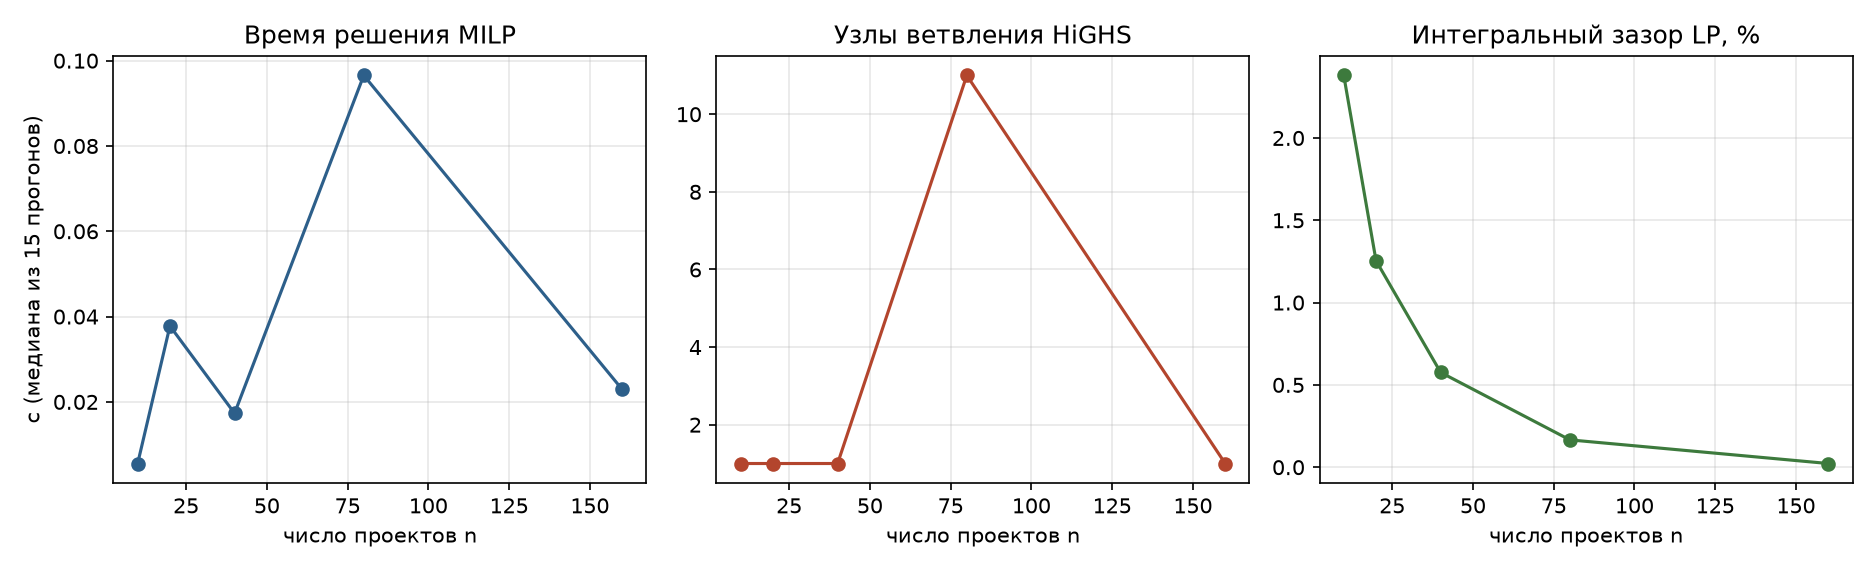 Время решения MILP
с (медиана из 15 прогонов)
0.10
0.08
0.06
0.04
0.02
25 50 75 100 125 150
число проектов n
Узлы ветвления HiGHS
10
8
6
4
2
25 50 75 100 125 150
число проектов n
Интегральный зазор LP, %
2.0
1.5
1.0
0.5
0.0
25 50 75 100 125 150
число проектов n